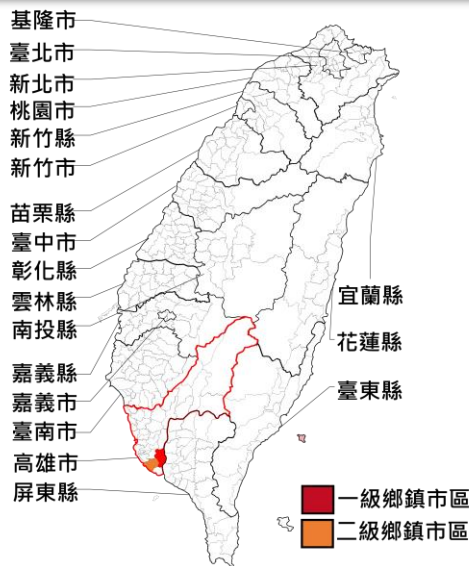 基隆市
臺北市
新北市
桃園市
新竹縣
新竹市
苗栗縣
臺中市
彰化縣
雲林縣
南投縣
嘉義縣
嘉義市
臺南市
高雄市
屏東縣
宜蘭縣
花蓮縣
臺東縣
一級鄉鎮市區
二級鄉鎮市區